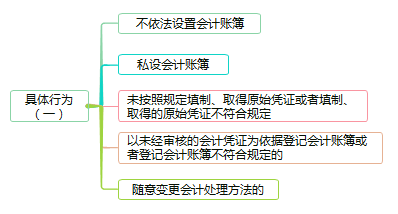 具体行为
（一）
不依法设置会计账簿
私设会计账簿
未按照规定填制、取得原始凭证或者填制、
取得的原始凭证不符合规定
以未经审核的会计凭证为依据登记会计账簿或
者登记会计账簿不符合规定的
随意变更会计处理方法的